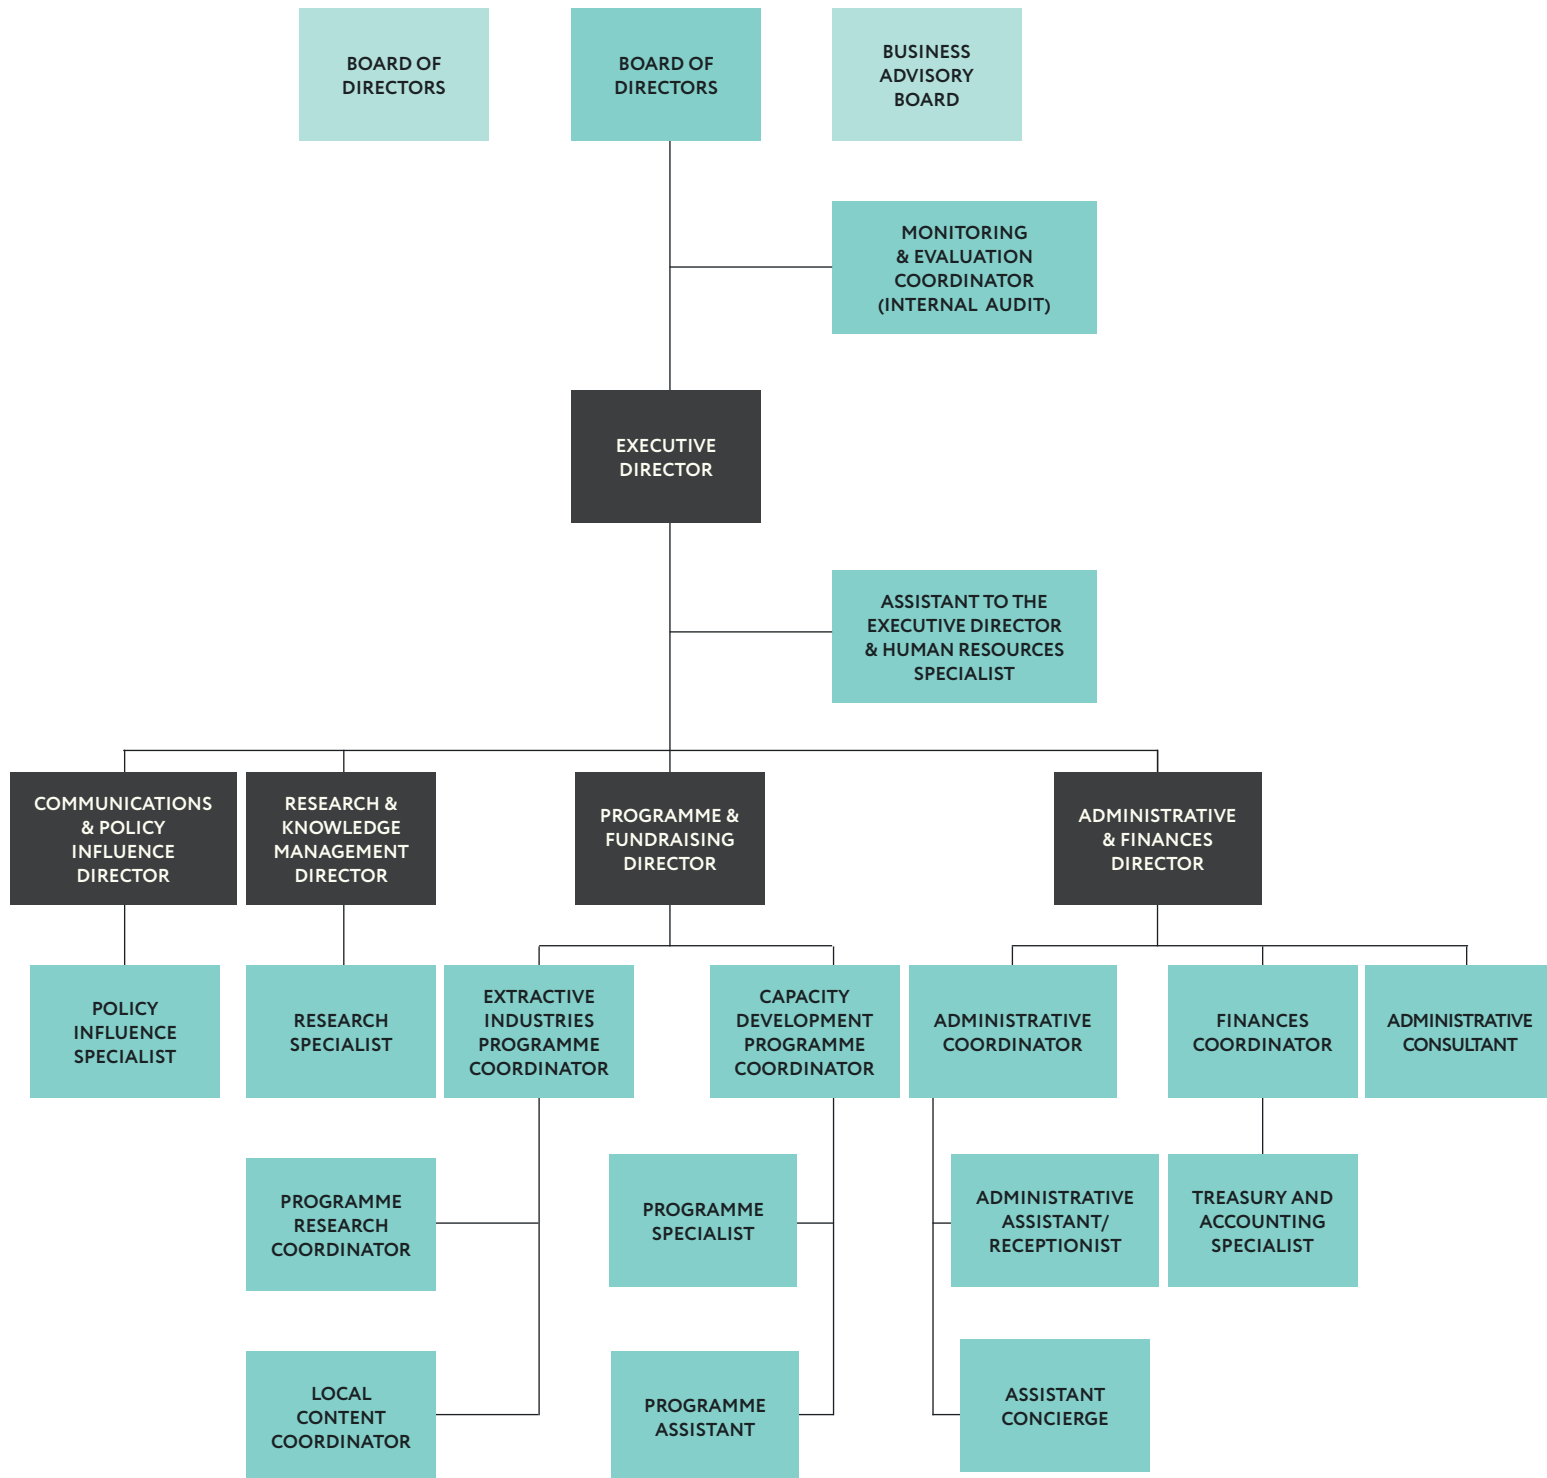 BOARD OF
DIRECTORS
BOARD OF
DIRECTORS
BUSINESS
ADVISORY
BOARD
MONITORING
& EVALUATION
COORDINATOR
(INTERNAL AUDIT)
EXECUTIVE
DIRECTOR
ASSISTANT TO THE
EXECUTIVE DIRECTOR
& HUMAN RESOURCES
SPECIALIST
COMMUNICATIONS
& POLICY
INFLUENCE
DIRECTOR
RESEARCH &
KNOWLEDGE
MANAGEMENT
DIRECTOR
PROGRAMME &
FUNDRAISING
DIRECTOR
ADMINISTRATIVE
& FINANCES
DIRECTOR
POLICY
INFLUENCE
SPECIALIST
RESEARCH
SPECIALIST
EXTRACTIVE
INDUSTRIES
PROGRAMME
COORDINATOR
CAPACITY
DEVELOPMENT
PROGRAMME
COORDINATOR
ADMINISTRATIVE
COORDINATOR
FINANCES
COORDINATOR
ADMINISTRATIVE
CONSULTANT
PROGRAMME
RESEARCH
COORDINATOR
PROGRAMME
SPECIALIST
ADMINISTRATIVE
ASSISTANT/
RECEPTIONIST
TREASURY AND
ACCOUNTING
SPECIALIST
LOCAL
CONTENT
COORDINATOR
PROGRAMME
ASSISTANT
ASSISTANT
CONCIERGE